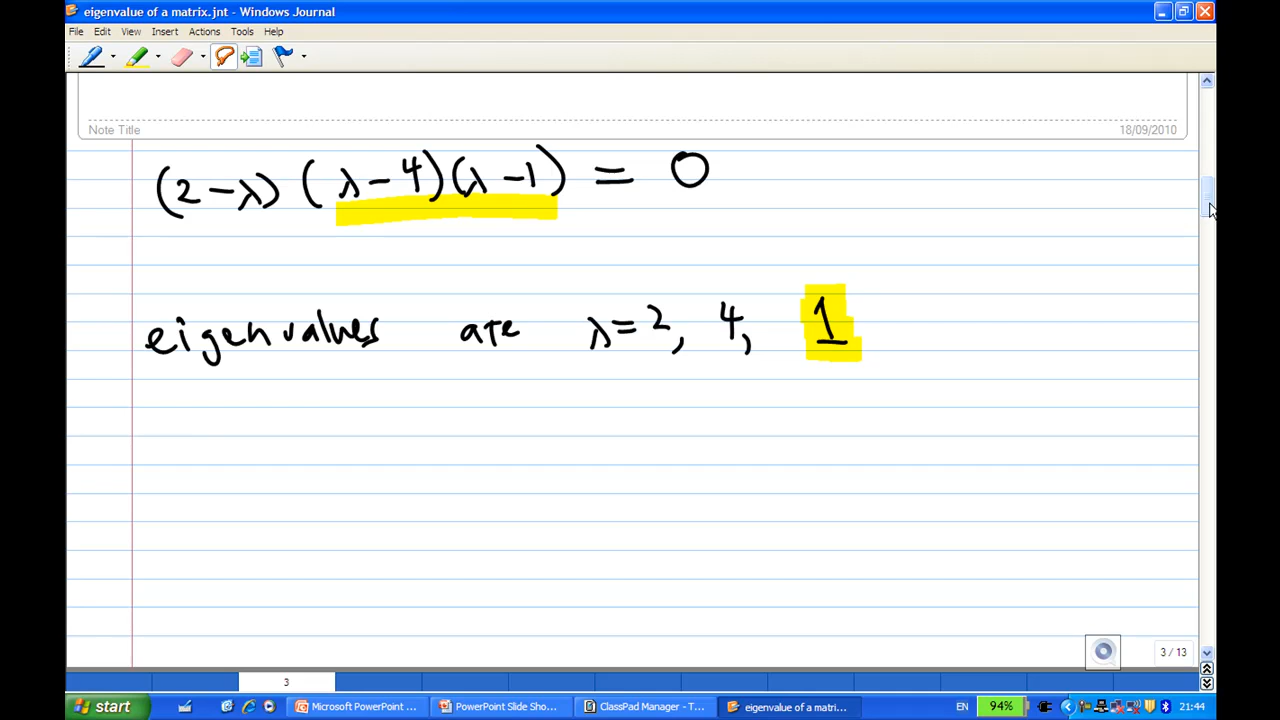 eigenvalue of a matrix.jnt - Windows Journal
File Edit View Insert Actions Tools Help
Note Title 18/09/2010
(2-λ) (λ-4)(λ-1) = 0
eigenvalues are λ=2, 4, 1
3 / 13
3
start Microsoft PowerPoint ... PowerPoint Slide Sho... ClassPad Manager - T... eigenvalue of a matri... EN 94% 21:44